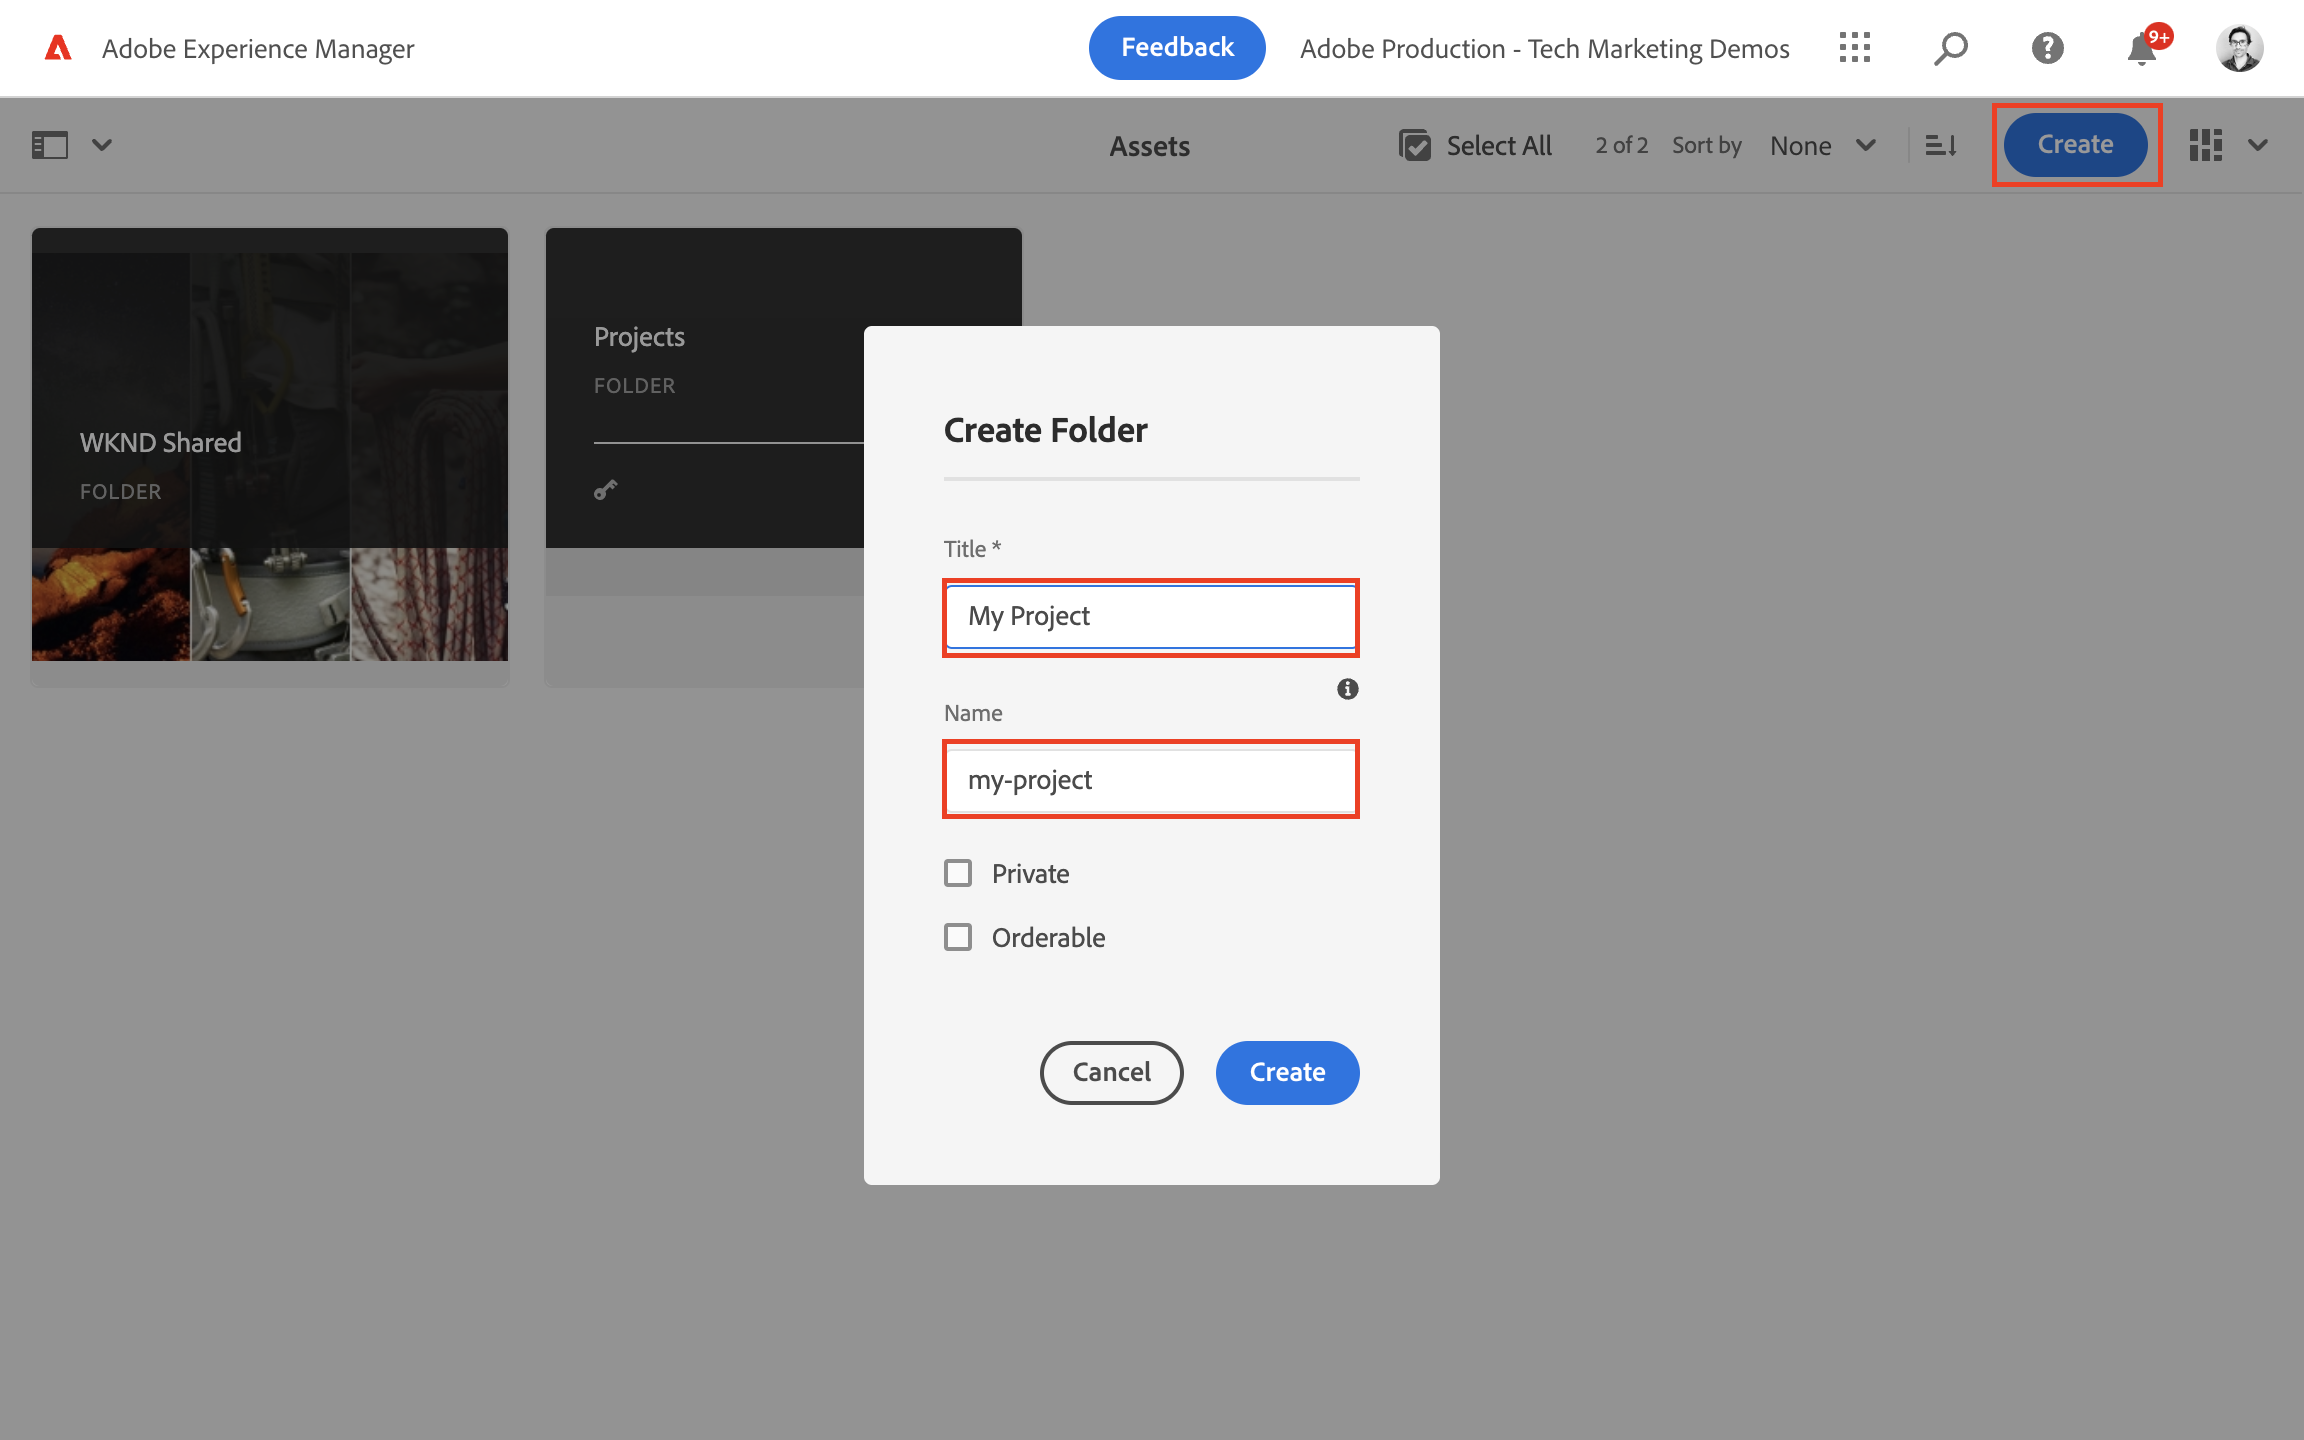 Adobe Experience Manager
Feedback
Adobe Production - Tech Marketing Demos
9+
Assets
Select All
2 of 2
Sort by
None
Create
WKND Shared
FOLDER
Projects
FOLDER
Create Folder
Title *
My Project
Name
my-project
Private
Orderable
Cancel
Create